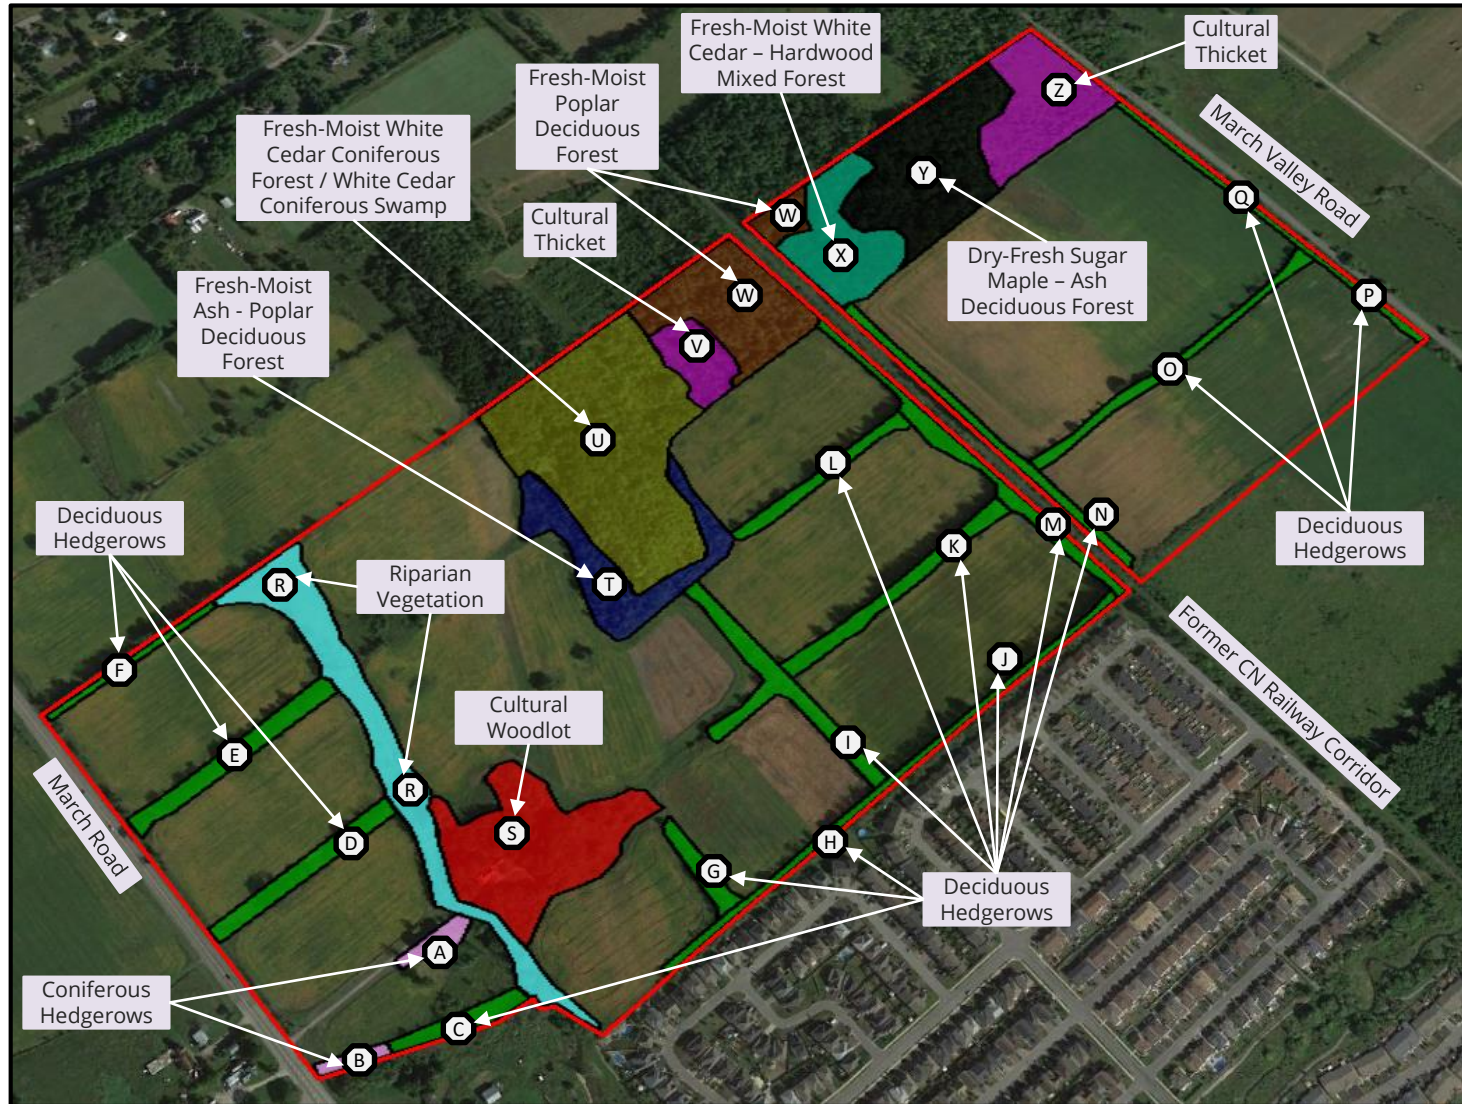 Fresh-Moist White
Cedar – Hardwood
Mixed Forest
Cultural
Thicket
Z
Fresh-Moist
Poplar
Deciduous
Forest
March Valley Road
Fresh-Moist White
Cedar Coniferous
Forest / White Cedar
Coniferous Swamp
Y
Q
W
Cultural
Thicket
X
Dry-Fresh Sugar
Maple – Ash
Deciduous Forest
Fresh-Moist
Ash - Poplar
Deciduous
Forest
W
P
V
O
U
L
Deciduous
Hedgerows
N
M
Deciduous
Hedgerows
K
R
Riparian
Vegetation
T
F
J
Former CN Railway Corridor
Cultural
Woodlot
E
I
R
March Road
S
D
H
G
Deciduous
Hedgerows
A
Coniferous
Hedgerows
C
B